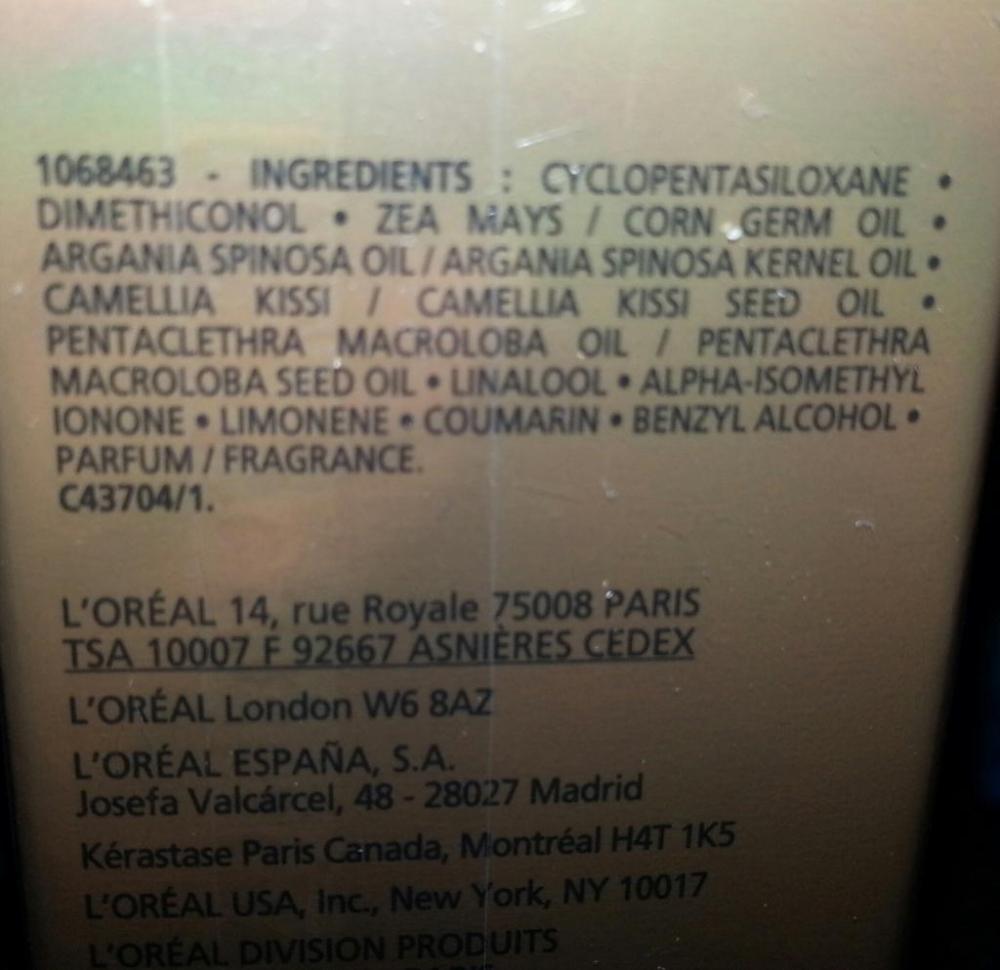 1068463 - INGREDIENTS : CYCLOPENTASILOXANE •
DIMETHICONOL • ZEA MAYS / CORN GERM OIL •
ARGANIA SPINOSA OIL / ARGANIA SPINOSA KERNEL OIL •
CAMELLIA KISSI / CAMELLIA KISSI SEED OIL •
PENTACLETHRA MACROLOBA OIL / PENTACLETHRA
MACROLOBA SEED OIL • LINALOOL • ALPHA-ISOMETHYL
IONONE • LIMONENE • COUMARIN • BENZYL ALCOHOL •
PARFUM / FRAGRANCE.
C43704/1.
L'ORÉAL 14, rue Royale 75008 PARIS
TSA 10007 F 92667 ASNIÈRES CEDEX
L'ORÉAL London W6 8AZ
L'ORÉAL ESPAÑA, S.A.
Josefa Valcárcel, 48 - 28027 Madrid
Kérastase Paris Canada, Montréal H4T 1K5
L'ORÉAL USA, Inc., New York, NY 10017
L'ORÉAL DIVISION PRODUITS